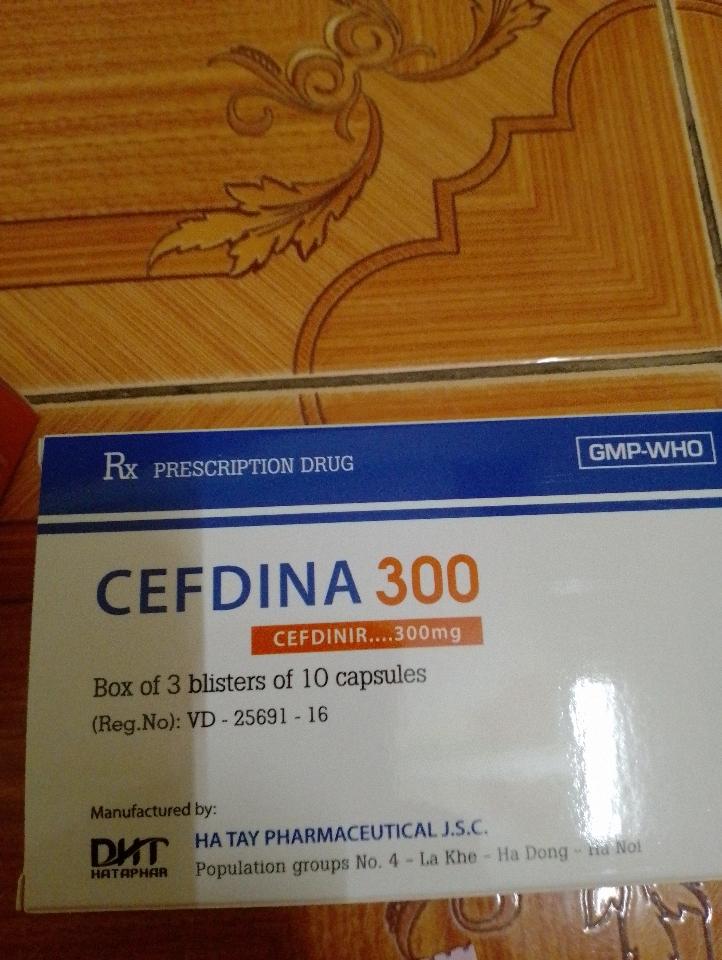 Rx PRESCRIPTION DRUG
GMP-WHO
CEFDINA 300
CEFDINIR....300mg
Box of 3 blisters of 10 capsules
(Reg.No): VD - 25691 - 16
Manufactured by:
DHT
HATAPHAR
HA TAY PHARMACEUTICAL J.S.C.
Population groups No. 4 - La Khe - Ha Dong - Ha Noi